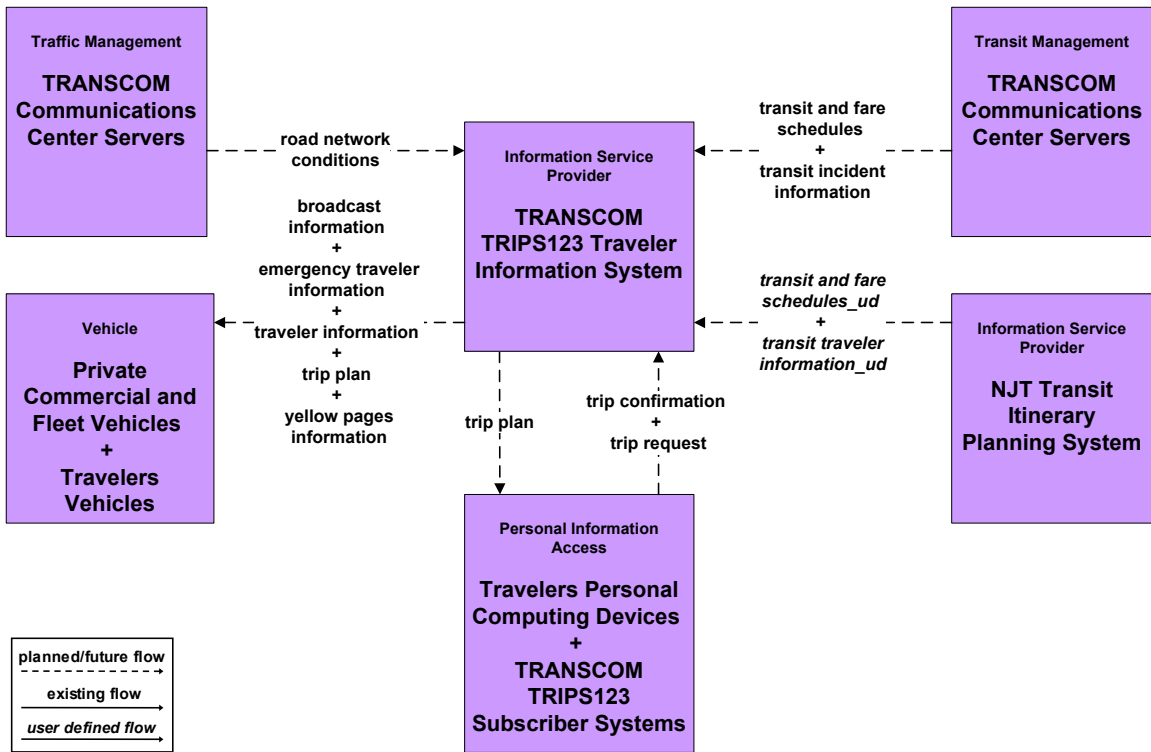 Traffic Management
TRANSCOM
Communications
Center Servers
road network
conditions
Information Service
Provider
TRANSCOM
TRIPS123 Traveler
Information System
transit and fare
schedules
+
transit incident
information
Transit Management
TRANSCOM
Communications
Center Servers
Vehicle
Private
Commercial and
Fleet Vehicles
+
Travelers
Vehicles
broadcast
information
+
emergency traveler
information
+
traveler information
+
trip plan
+
yellow pages
information
transit and fare
schedules_ud
+
transit traveler
information_ud
Information Service
Provider
NJT Transit
Itinerary
Planning System
trip plan
trip confirmation
+
trip request
Personal Information
Access
Travelers Personal
Computing Devices
+
TRANSCOM
TRIPS123
Subscriber Systems
planned/future flow
existing flow
user defined flow